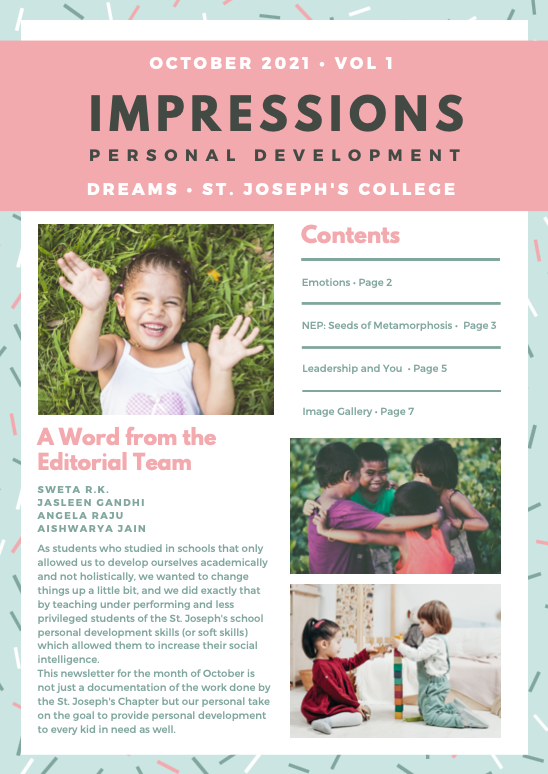 OCTOBER 2021 • VOL 1
IMPRESSIONS
PERSONAL DEVELOPMENT
DREAMS • ST. JOSEPH'S COLLEGE
Contents
Emotions • Page 2
NEP: Seeds of Metamorphosis • Page 3
Leadership and You • Page 5
Image Gallery • Page 7
A Word from the
Editorial Team
SWETA R.K.
JASLEEN GANDHI
ANGELA RAJU
AISHWARYA JAIN
As students who studied in schools that only
allowed us to develop ourselves academically
and not holistically, we wanted to change
things up a little bit, and we did exactly that
by teaching under performing and less
privileged students of the St. Joseph's school
personal development skills (or soft skills)
which allowed them to increase their social
intelligence.
This newsletter for the month of October is
not just a documentation of the work done by
the St. Joseph's Chapter but our personal take
on the goal to provide personal development
to every kid in need as well.